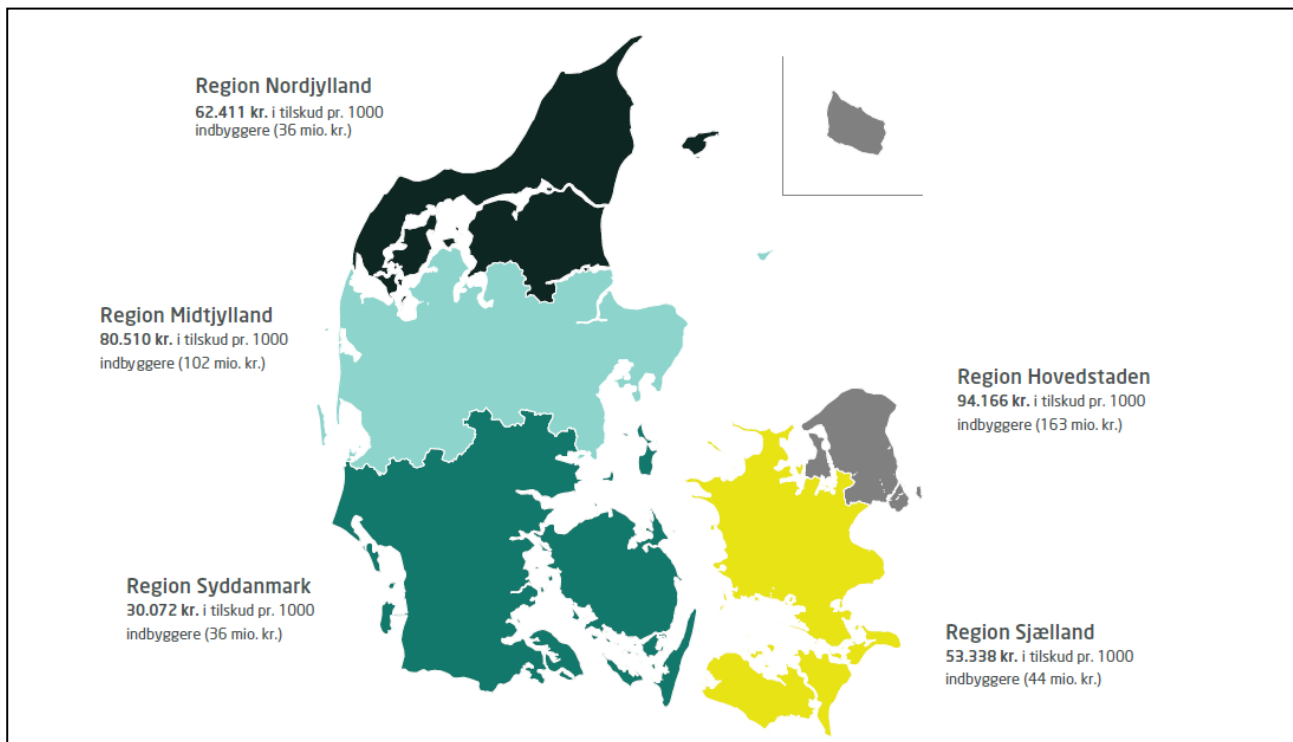 Region Nordjylland
62.411 kr. i tilskud pr. 1000
indbyggere (36 mio. kr.)
Region Midtjylland
80.510 kr. i tilskud pr. 1000
indbyggere (102 mio. kr.)
Region Hovedstaden
94.166 kr. i tilskud pr. 1000
indbyggere (163 mio. kr.)
Region Syddanmark
30.072 kr. i tilskud pr. 1000
indbyggere (36 mio. kr.)
Region Sjælland
53.338 kr. i tilskud pr. 1000
indbyggere (44 mio. kr.)